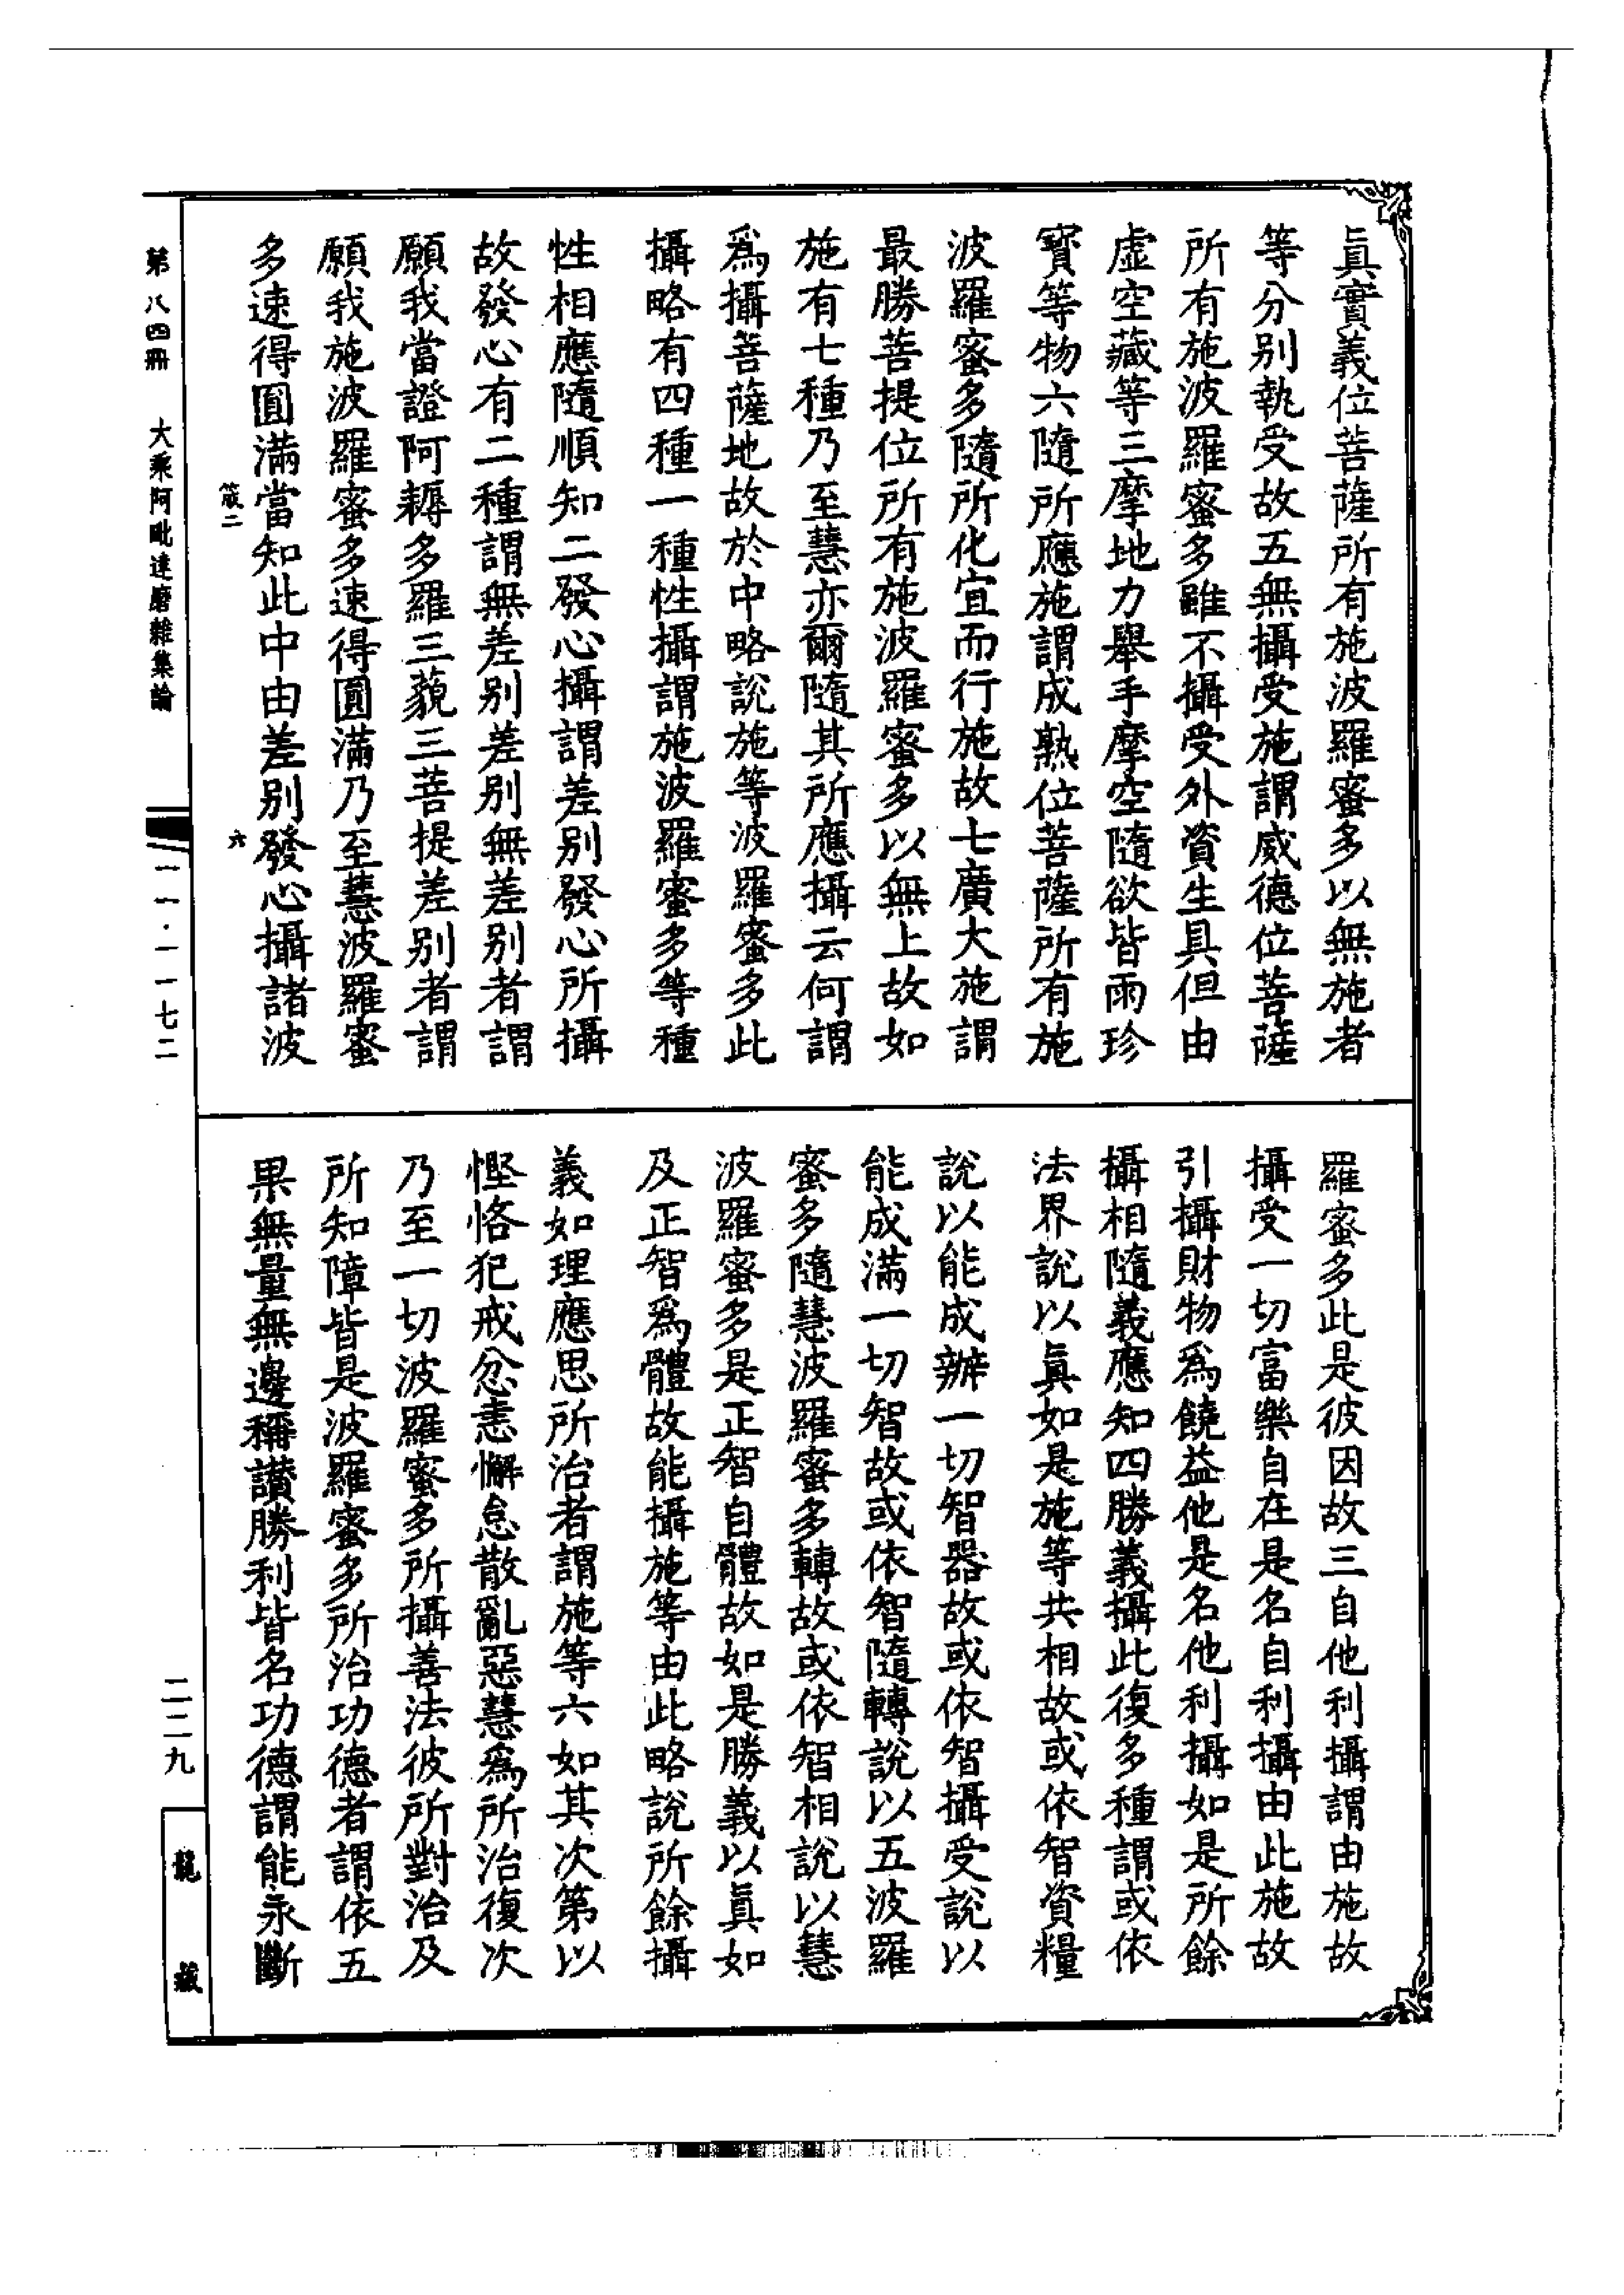 眞實義位菩薩所有施波羅蜜多以無施者
等分別執受故五無攝受施謂威德位菩薩
所有施波羅蜜多雖不攝受外資生具但由
虛空藏等三摩地力舉手摩空隨欲皆雨珍
寶等物六隨所應施謂成熟位菩薩所有施
波羅蜜多隨所化宜而行施故七廣大施謂
最勝菩提位所有施波羅蜜多以無上故如
施有七種乃至慧亦爾隨其所應攝云何謂
爲攝菩薩地故於中略說施等波羅蜜多此
攝略有四種一種性攝謂施波羅蜜多等種
性相應隨順知二發心攝謂差別發心所攝
故發心有二種謂無差別差別無差別者謂
願我當證阿耨多羅三藐三菩提差別者謂
願我施波羅蜜多速得圓滿乃至慧波羅蜜
多速得圓滿當知此中由差別發心攝諸波
羅蜜多此是彼因故三自他利攝謂由施故
攝受一切富樂自在是名自利攝由此施故
引攝財物爲饒益他是名他利攝如是所餘
攝相隨義應知四勝義攝此復多種謂或依
法界說以眞如是施等共相故或依智資糧
說以能成辦一切智器故或依智攝受說以
能成滿一切智故或依智隨轉說以五波羅
蜜多隨慧波羅蜜多轉故或依智相說以慧
波羅蜜多是正智自體故如是勝義以眞如
及正智爲體故能攝施等由此略說所餘攝
義如理應思所治者謂施等六如其次第以
慳悋犯戒忿恚懈怠散亂惡慧爲所治復次
乃至一切波羅蜜多所攝善法彼所對治及
所知障皆是波羅蜜多所治功德者謂依五
果無量無邊稱讚勝利皆名功德謂能永斷
箴二
六
第八四冊 大乘阿毗達磨雜集論
一一·一一七二
二二九
龍藏